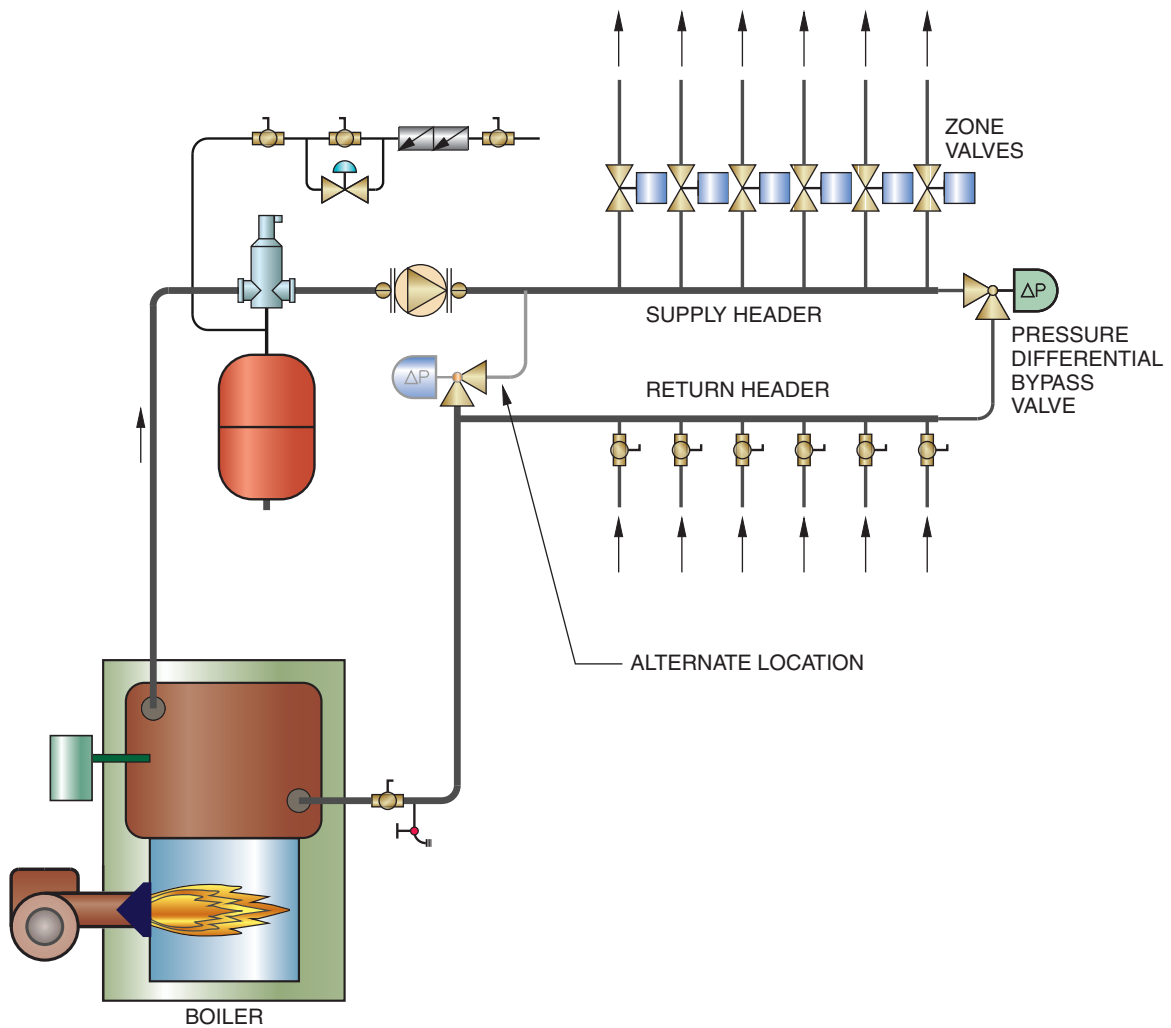 ZONE
VALVES
ΔP
SUPPLY HEADER
PRESSURE
DIFFERENTIAL
BYPASS
VALVE
ΔP
RETURN HEADER
ALTERNATE LOCATION
BOILER